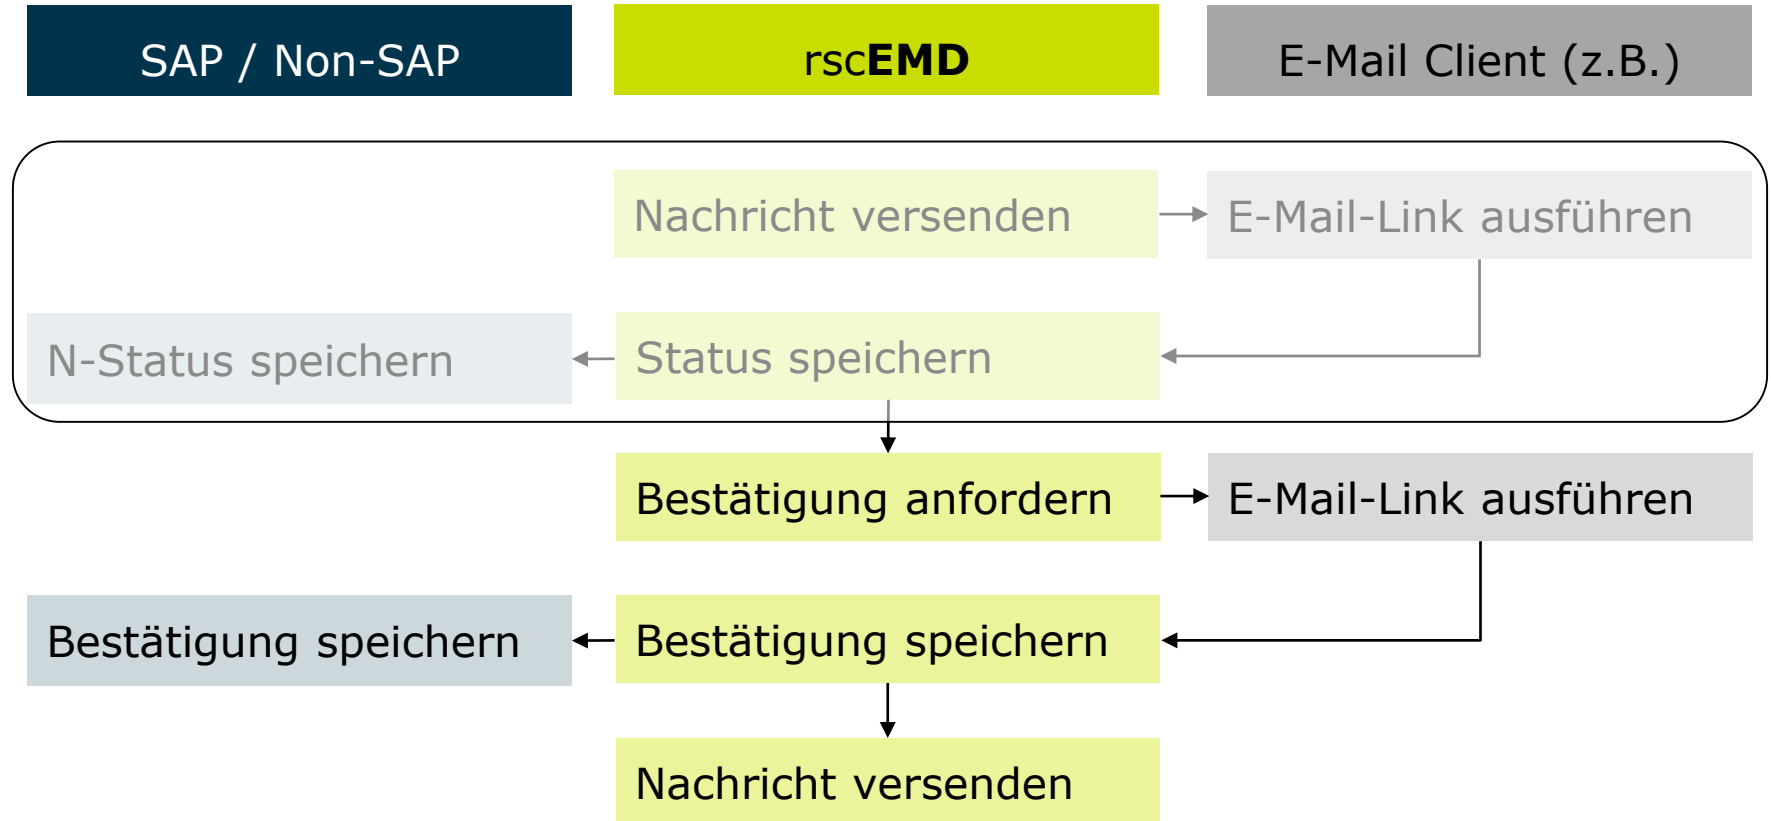 SAP / Non-SAP
rscEMD
E-Mail Client (z.B.)
Nachricht versenden
E-Mail-Link ausführen
N-Status speichern
Status speichern
Bestätigung anfordern
E-Mail-Link ausführen
Bestätigung speichern
Bestätigung speichern
Nachricht versenden